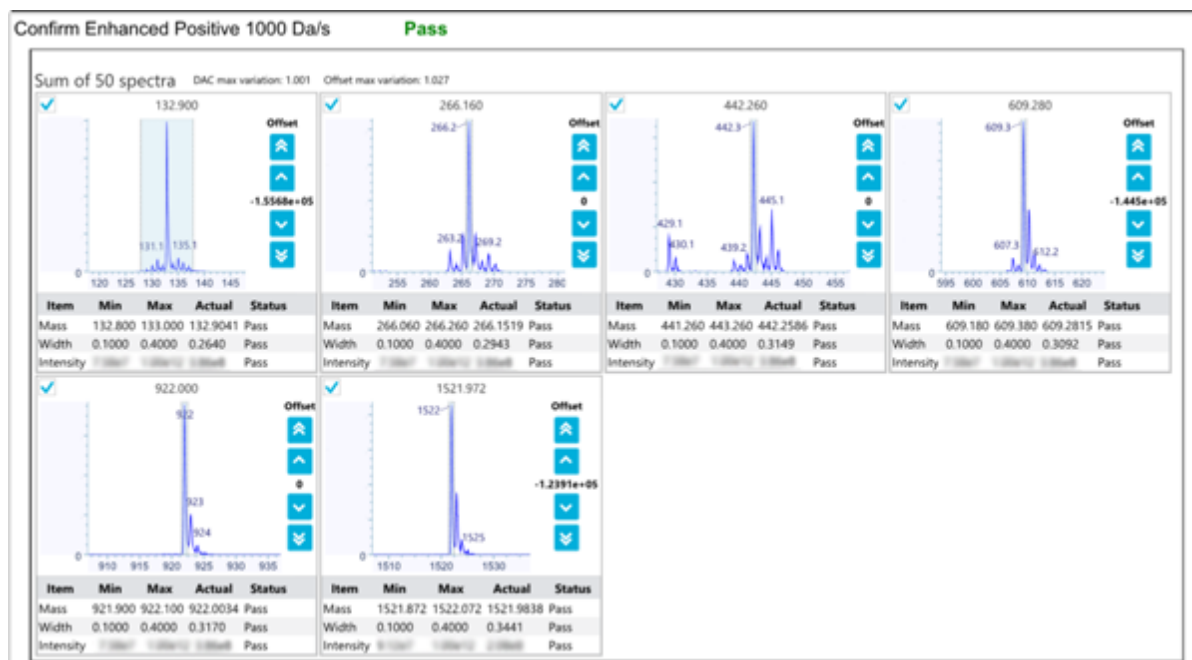 Confirm Enhanced Positive 1000 Da/s Pass
Sum of 50 spectra DAC max variation: 1.001 Offset max variation: 1.027
132.900
Offset
131.1 135.1
-1.5568e+05
0
120 125 130 135 140 145
Item Min Max Actual Status
Mass 132.800 133.000 132.9041 Pass
Width 0.1000 0.4000 0.2640 Pass
Intensity Pass
266.160
Offset
266.2
0
263.2 269.2
0
255 260 265 270 275 280
Item Min Max Actual Status
Mass 266.060 266.260 266.1519 Pass
Width 0.1000 0.4000 0.2943 Pass
Intensity Pass
442.260
Offset
442.3
445.1
0
429.1
430.1 439.2
0
430 435 440 445 450 455
Item Min Max Actual Status
Mass 441.260 443.260 442.2586 Pass
Width 0.1000 0.4000 0.3149 Pass
Intensity Pass
609.280
Offset
609.3
-1.445e+05
607.3 612.2
0
595 600 605 610 615 620
Item Min Max Actual Status
Mass 609.180 609.380 609.2815 Pass
Width 0.1000 0.4000 0.3092 Pass
Intensity Pass
922.000
Offset
922
0
923
924
0
910 915 920 925 930 935
Item Min Max Actual Status
Mass 921.900 922.100 922.0034 Pass
Width 0.1000 0.4000 0.3170 Pass
Intensity Pass
1521.972
Offset
1522
-1.2391e+05
1525
0
1510 1520 1530
Item Min Max Actual Status
Mass 1521.872 1522.072 1521.9838 Pass
Width 0.1000 0.4000 0.3441 Pass
Intensity Pass